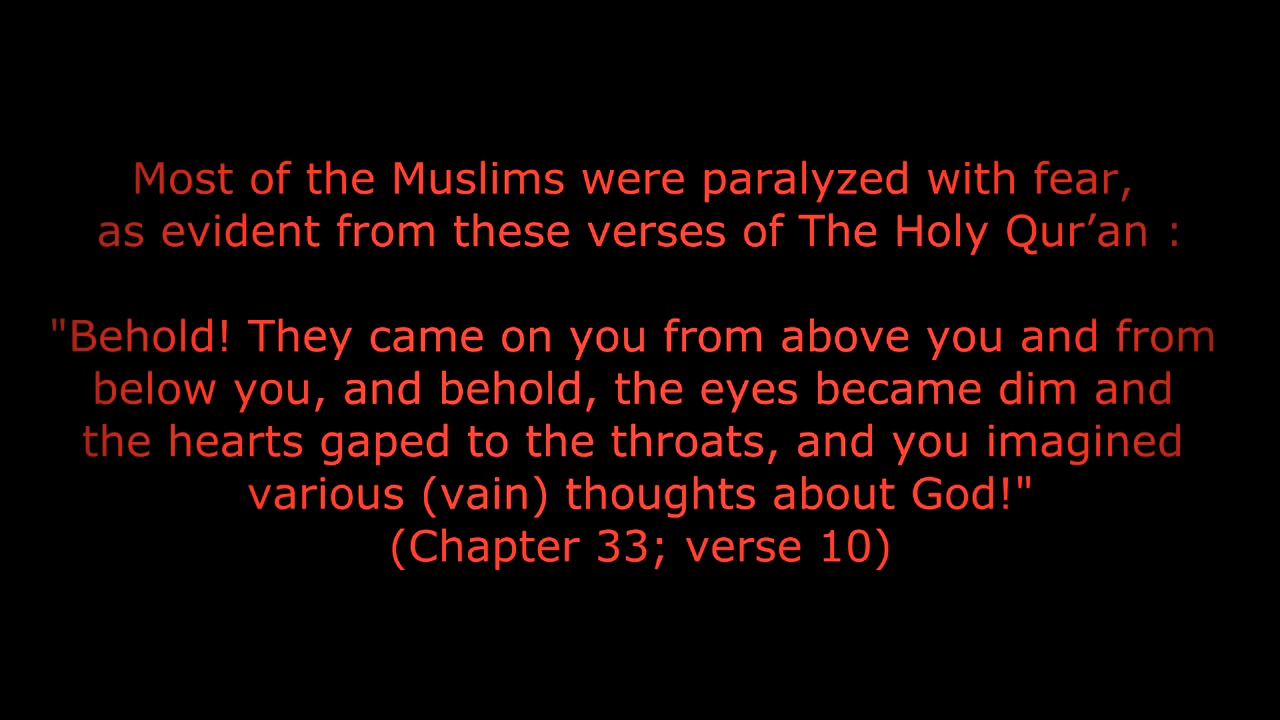 Most of the Muslims were paralyzed with fear,
as evident from these verses of The Holy Qur’an :
"Behold! They came on you from above you and from
below you, and behold, the eyes became dim and
the hearts gaped to the throats, and you imagined
various (vain) thoughts about God!"
(Chapter 33; verse 10)